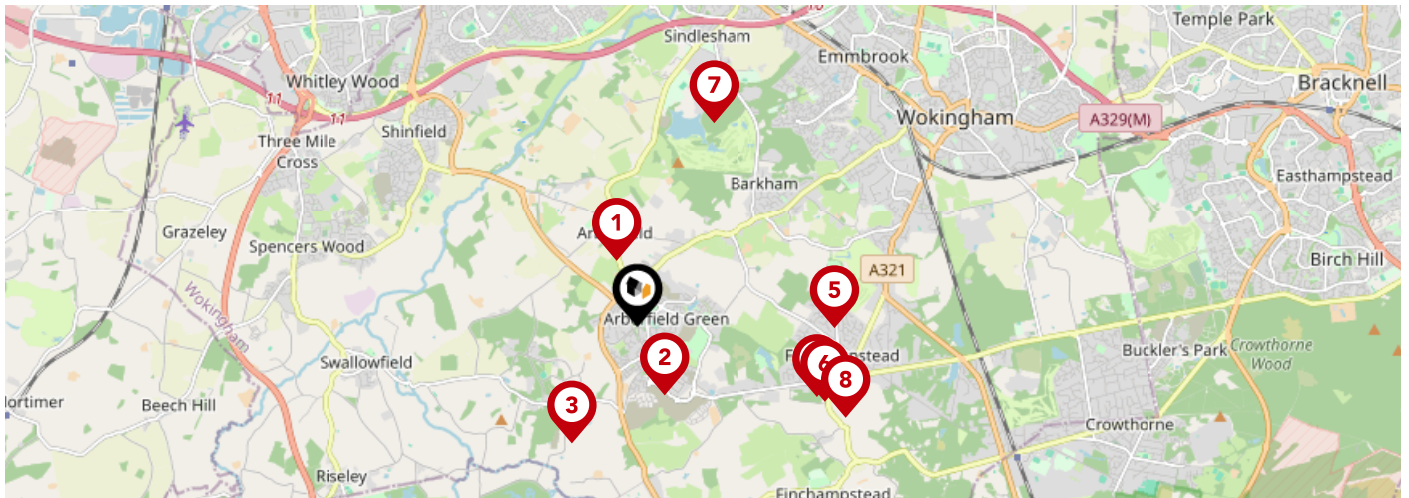 10
Temple Park
Sindlesham
Emmbrook
Whitley Wood
7
Bracknell
11
11
Wokingham
A329(M)
Shinfield
Three Mile
Cross
Barkham
Easthampstead
1
Grazeley
Spencers Wood
A321
Birch Hill
Wokingham
5
Arborfield Green
2
6
8
Swallowfield
Buckler's Park
Crowthorne
Wood
3
Beech Hill
Crowthorne
Riseley
Finchampstead